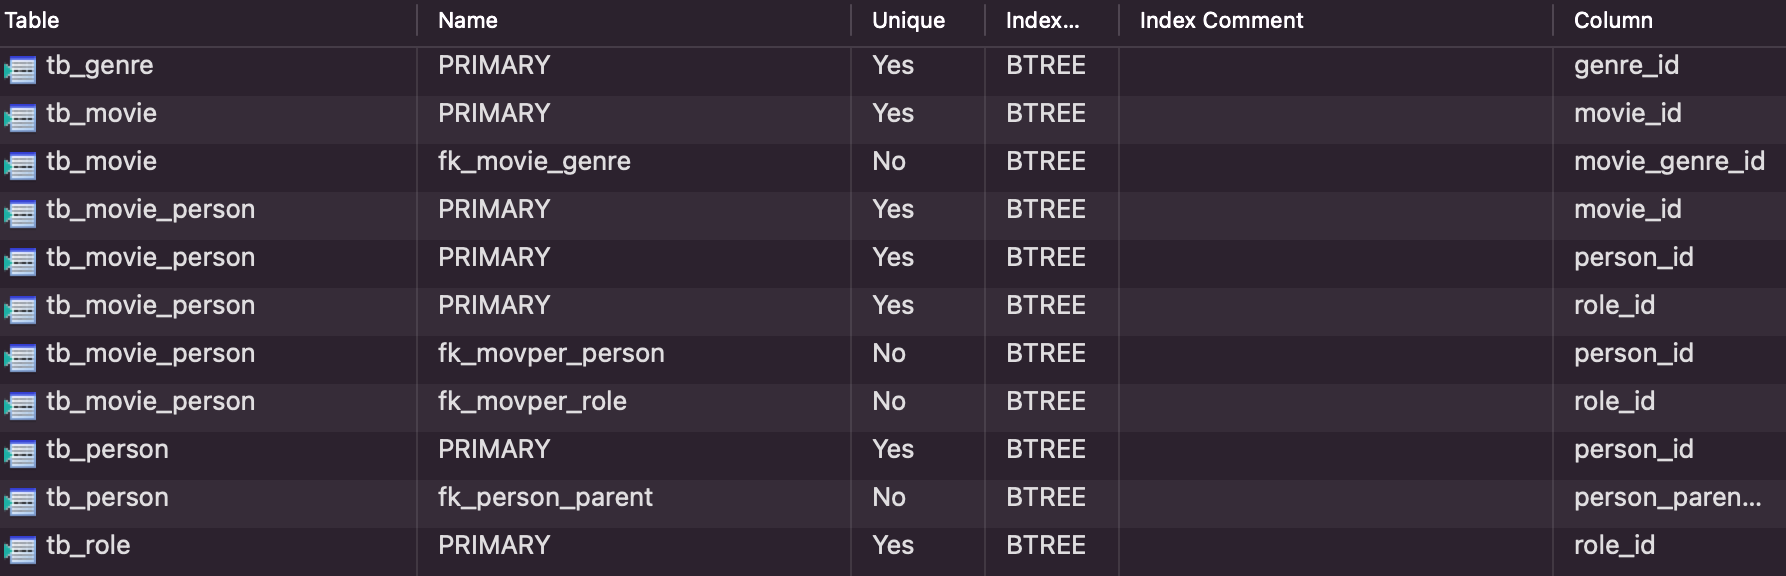 Table Name Unique Index... Index Comment Column
tb_genre PRIMARY Yes BTREE genre_id
tb_movie PRIMARY Yes BTREE movie_id
tb_movie fk_movie_genre No BTREE movie_genre_id
tb_movie_person PRIMARY Yes BTREE movie_id
tb_movie_person PRIMARY Yes BTREE person_id
tb_movie_person PRIMARY Yes BTREE role_id
tb_movie_person fk_movper_person No BTREE person_id
tb_movie_person fk_movper_role No BTREE role_id
tb_person PRIMARY Yes BTREE person_id
tb_person fk_person_parent No BTREE person_paren...
tb_role PRIMARY Yes BTREE role_id